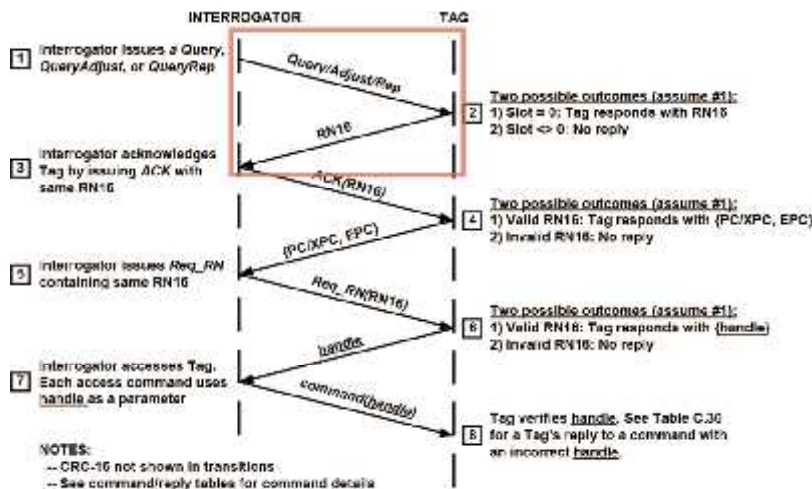 INTERROGATOR
TAG
1
Interrogator issues a Query,
QueryAdjust, or QueryRep
Query/Adjust/Rep
2
Two possible outcomes (assume #1):
1) Slot = 0: Tag responds with RN16
2) Slot <> 0: No reply
RN16
3
Interrogator acknowledges
Tag by issuing ACK with
same RN16
ACK(RN16)
4
Two possible outcomes (assume #1):
1) Valid RN16: Tag responds with {PC/XPC, EPC}
2) Invalid RN16: No reply
{PC/XPC, EPC}
5
Interrogator issues Req_RN
containing same RN16
Req_RN(RN16)
6
Two possible outcomes (assume #1):
1) Valid RN16: Tag responds with {handle}
2) Invalid RN16: No reply
handle
7
Interrogator accesses Tag.
Each access command uses
handle as a parameter
command(handle)
8
Tag verifies handle. See Table C.30
for a Tag's reply to a command with
an incorrect handle.
NOTES:
-- CRC-16 not shown in transitions
-- See command/reply tables for command details